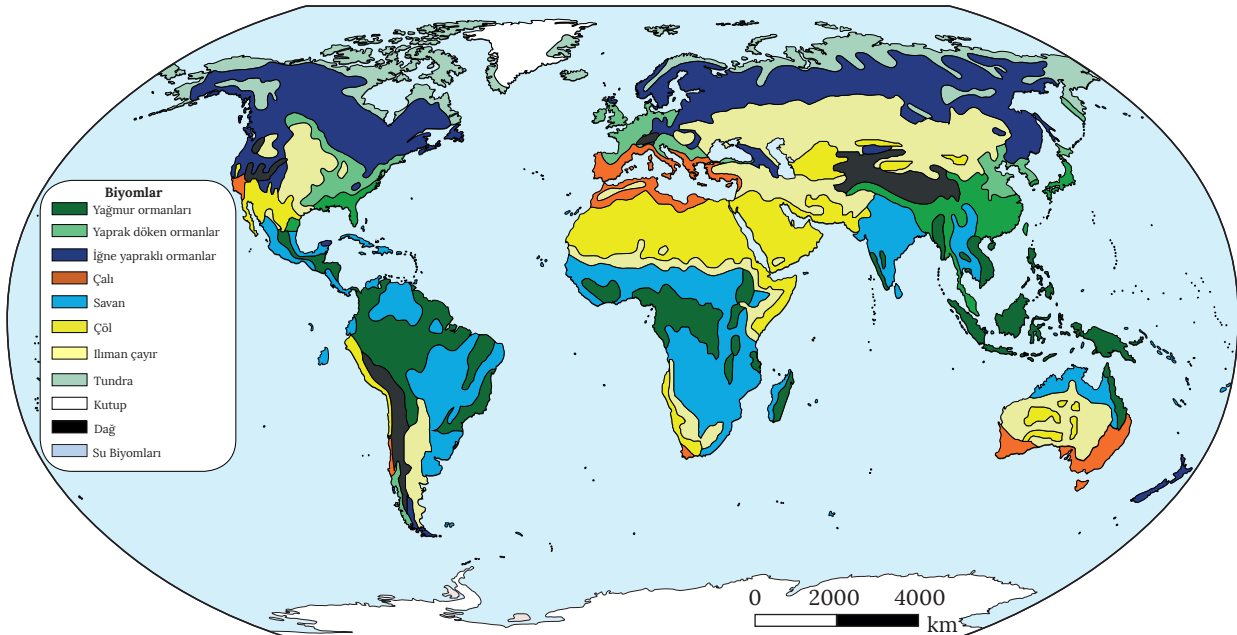 Biyomlar
Yağmur ormanları
Yaprak döken ormanlar
İğne yapraklı ormanlar
Çalı
Savan
Çöl
Ilıman çayır
Tundra
Kutup
Dağ
Su Biyomları
0 2000 4000
km